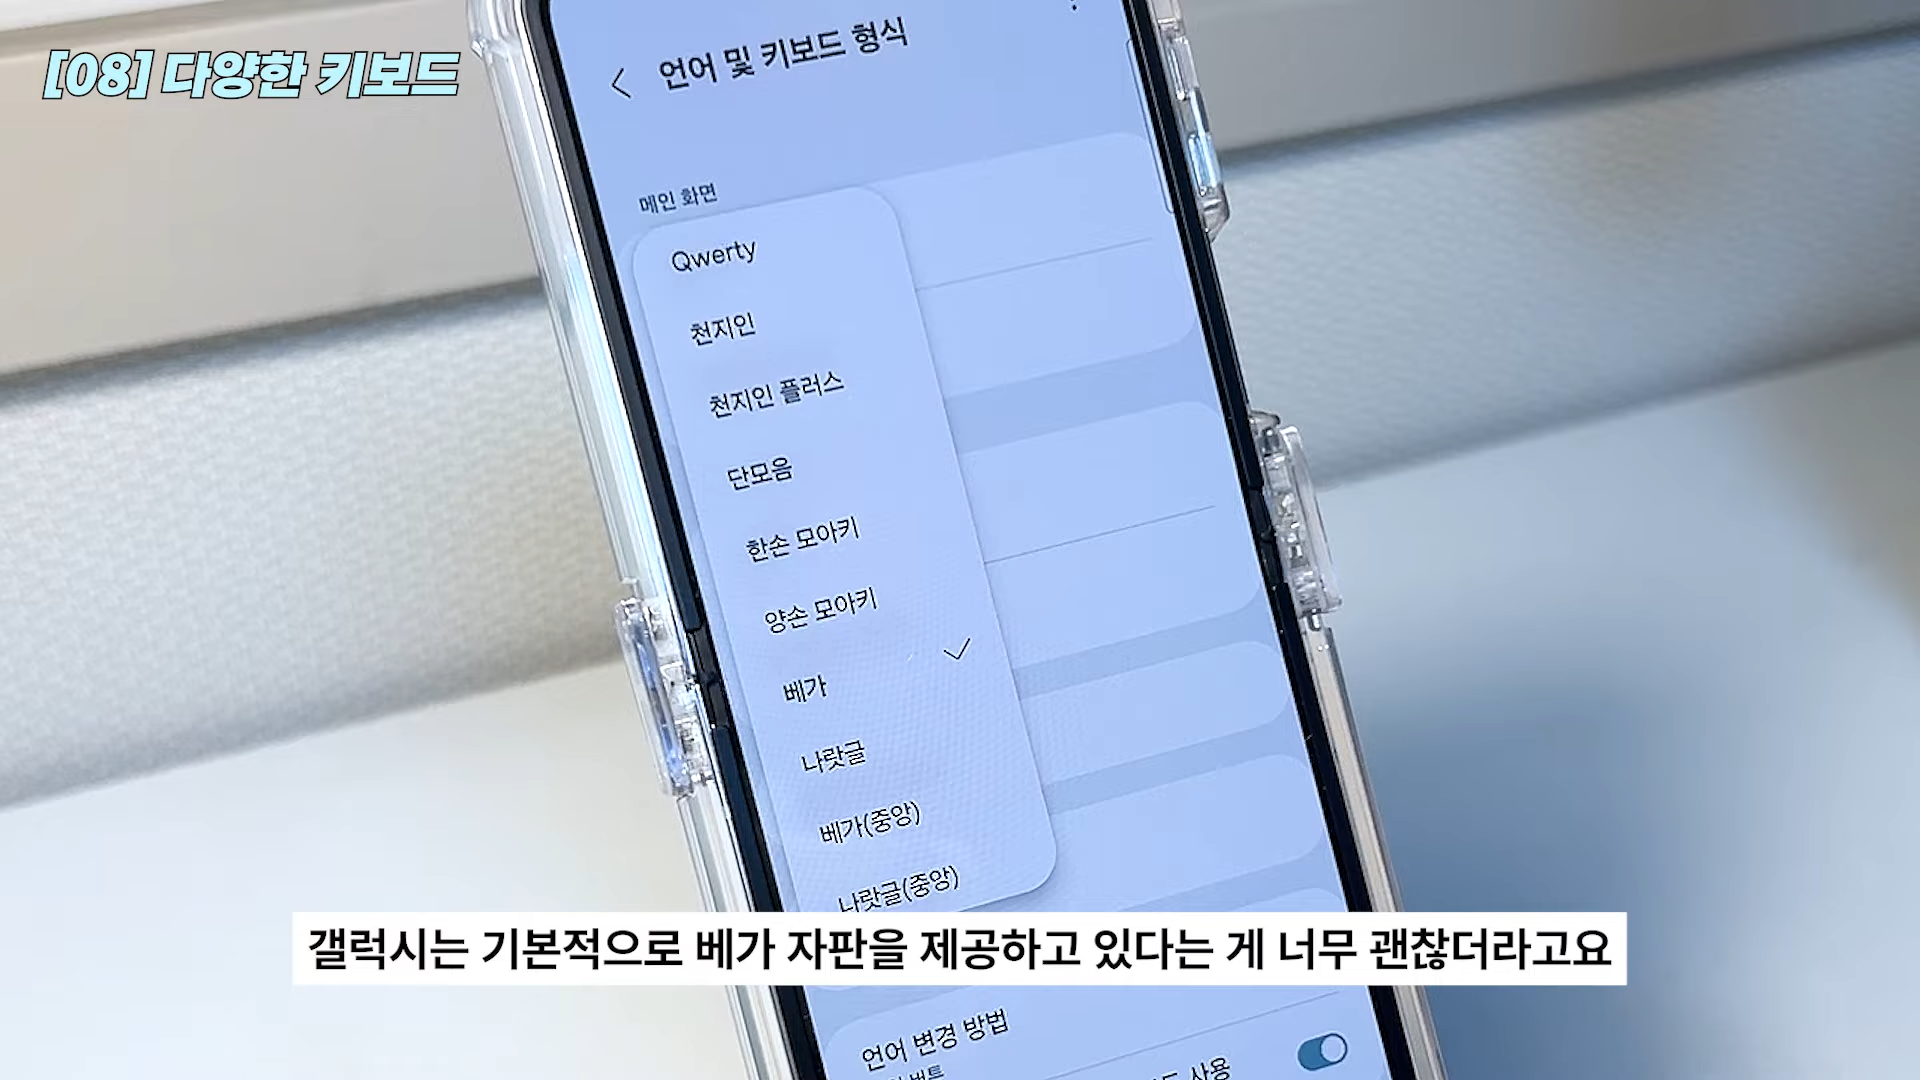 [08] 다양한 키보드
언어 및 키보드 형식
메인 화면
Qwerty
천지인
천지인 플러스
단모음
한손 모아키
양손 모아키
베가
나랏글
베가(중앙)
나랏글(중앙)
갤럭시는 기본적으로 베가 자판을 제공하고 있다는 게 너무 괜찮더라고요
언어 변경 방법
버튼
사용